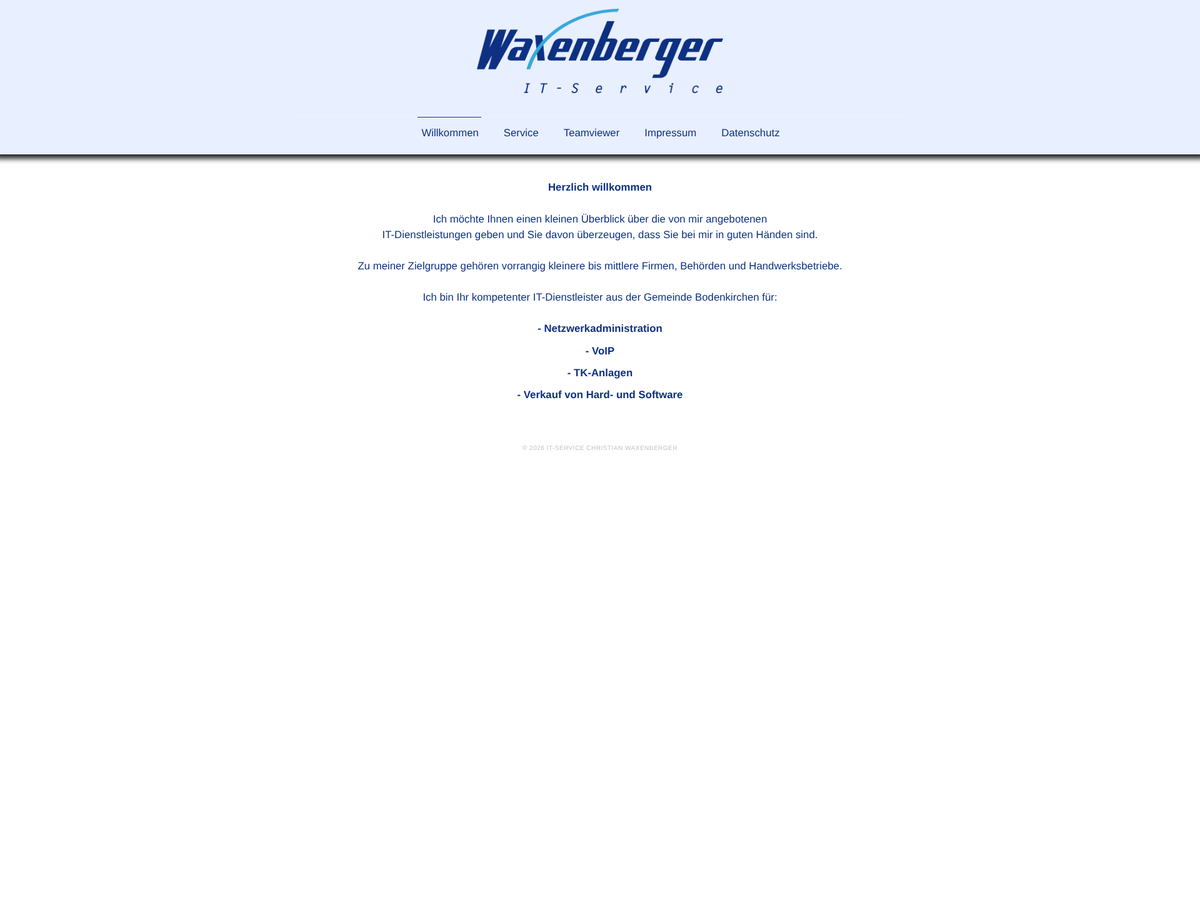 Waxenberger
IT-Service
Willkommen Service Teamviewer Impressum Datenschutz
Herzlich willkommen
Ich möchte Ihnen einen kleinen Überblick über die von mir angebotenen
IT-Dienstleistungen geben und Sie davon überzeugen, dass Sie bei mir in guten Händen sind.
Zu meiner Zielgruppe gehören vorrangig kleinere bis mittlere Firmen, Behörden und Handwerksbetriebe.
Ich bin Ihr kompetenter IT-Dienstleister aus der Gemeinde Bodenkirchen für:
- Netzwerkadministration
- VoIP
- TK-Anlagen
- Verkauf von Hard- und Software
© 2026 IT-SERVICE CHRISTIAN WAXENBERGER